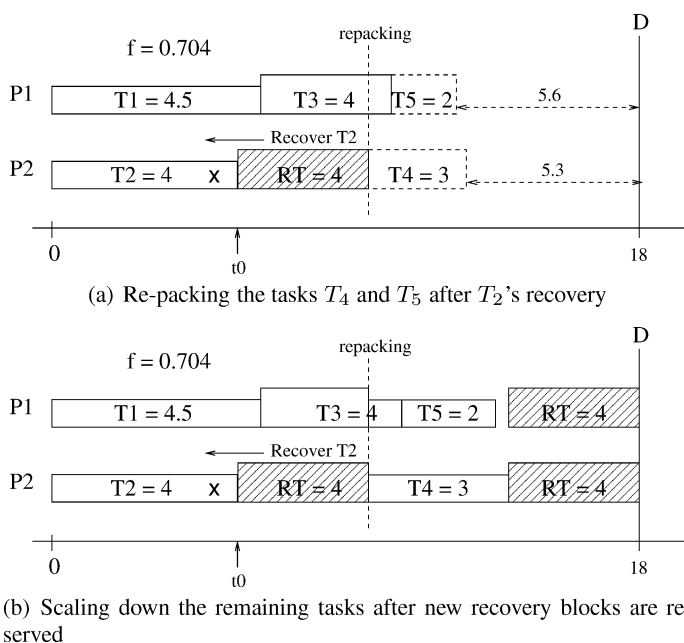 D
repacking
f = 0.704
5.6
P1
T1 = 4.5
T3 = 4
T5 = 2
Recover T2
5.3
P2
T2 = 4
x
RT = 4
T4 = 3
0
t0
18
(a) Re-packing the tasks T4 and T5 after T2's recovery
D
repacking
f = 0.704
P1
T1 = 4.5
T3 = 4
T5 = 2
RT = 4
Recover T2
P2
T2 = 4
x
RT = 4
T4 = 3
RT = 4
0
t0
18
(b) Scaling down the remaining tasks after new recovery blocks are re
served